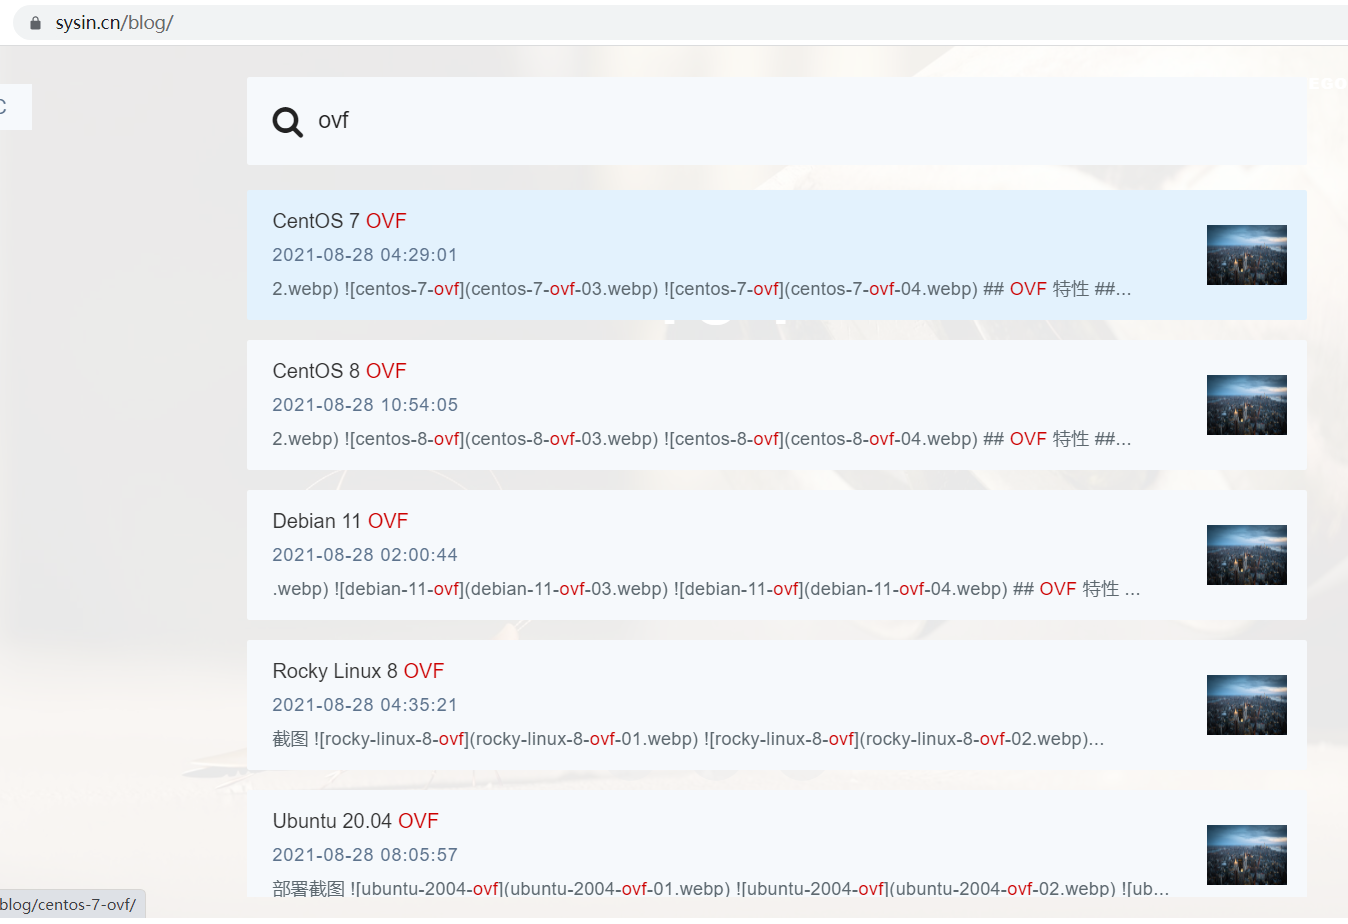 sysin.cn/blog/
EGO
C
ovf
CentOS 7 OVF
2021-08-28 04:29:01
2.webp) ![centos-7-ovf](centos-7-ovf-03.webp) ![centos-7-ovf](centos-7-ovf-04.webp) ## OVF 特性 ##...
CentOS 8 OVF
2021-08-28 10:54:05
2.webp) ![centos-8-ovf](centos-8-ovf-03.webp) ![centos-8-ovf](centos-8-ovf-04.webp) ## OVF 特性 ##...
Debian 11 OVF
2021-08-28 02:00:44
.webp) ![debian-11-ovf](debian-11-ovf-03.webp) ![debian-11-ovf](debian-11-ovf-04.webp) ## OVF 特性 ...
Rocky Linux 8 OVF
2021-08-28 04:35:21
截图 ![rocky-linux-8-ovf](rocky-linux-8-ovf-01.webp) ![rocky-linux-8-ovf](rocky-linux-8-ovf-02.webp)...
Ubuntu 20.04 OVF
2021-08-28 08:05:57
部署截图 ![ubuntu-2004-ovf](ubuntu-2004-ovf-01.webp) ![ubuntu-2004-ovf](ubuntu-2004-ovf-02.webp) ![ub...
blog/centos-7-ovf/